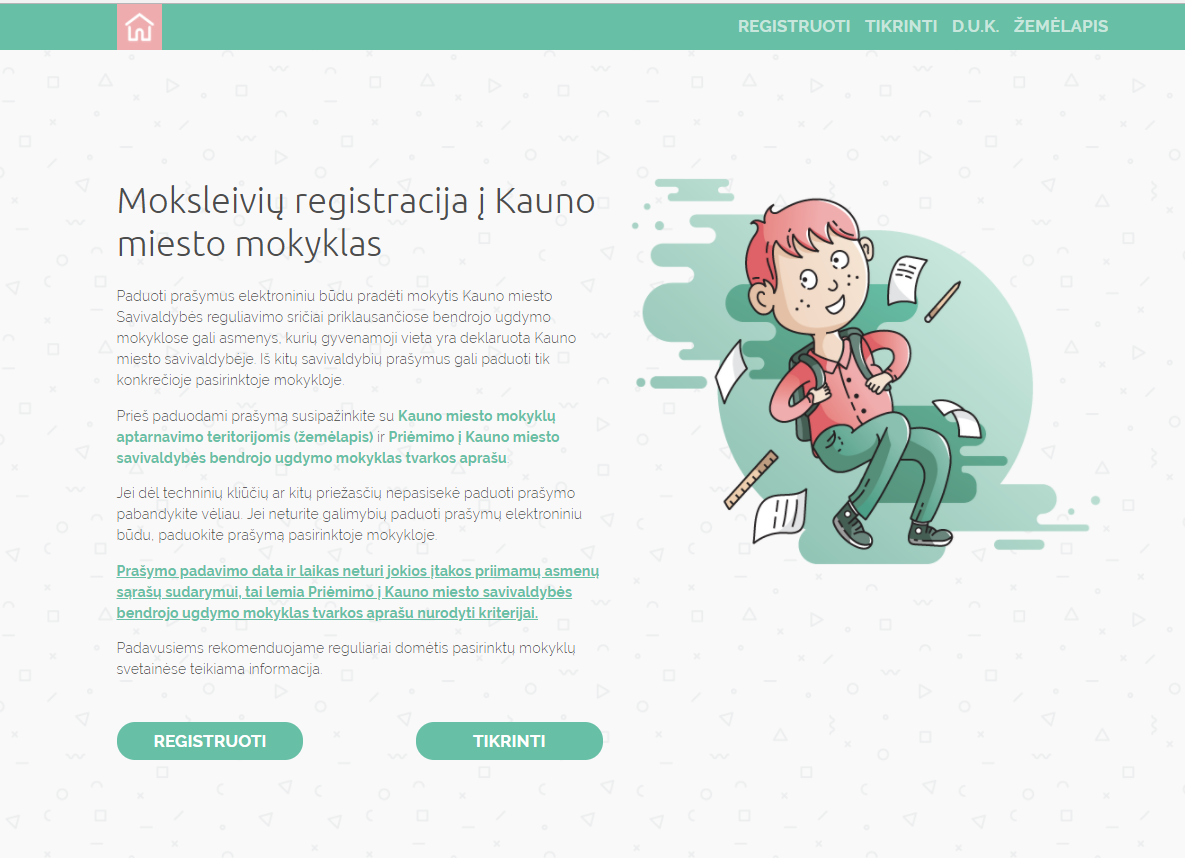 REGISTRUOTI TIKRINTI D.U.K. ŽEMĖLAPIS
Moksleivių registracija į Kauno
miesto mokyklas
Paduoti prašymus elektroniniu būdu pradėti mokytis Kauno miesto
Savivaldybės reguliavimo sričiai priklausančiose bendrojo ugdymo
mokyklose gali asmenys, kurių gyvenamoji vieta yra deklaruota Kauno
miesto savivaldybėje. Iš kitų savivaldybių prašymus gali paduoti tik
konkrečioje pasirinktoje mokykloje.
Prieš paduodami prašymą susipažinkite su Kauno miesto mokyklų
aptarnavimo teritorijomis (žemėlapis) ir Priėmimo į Kauno miesto
savivaldybės bendrojo ugdymo mokyklas tvarkos aprašu
Jei dėl techninių kliūčių ar kitų priežasčių nepasisekė paduoti prašymo
pabandykite vėliau. Jei neturite galimybių paduoti prašymų elektroniniu
būdu, paduokite prašymą pasirinktoje mokykloje.
Prašymo padavimo data ir laikas neturi jokios įtakos priimamų asmenų
sąrašų sudarymui, tai lemia Priėmimo į Kauno miesto savivaldybės
bendrojo ugdymo mokyklas tvarkos aprašu nurodyti kriterijai.
Padavusiems rekomenduojame reguliariai domėtis pasirinktų mokyklų
svetainėse teikiama informacija.
REGISTRUOTI TIKRINTI